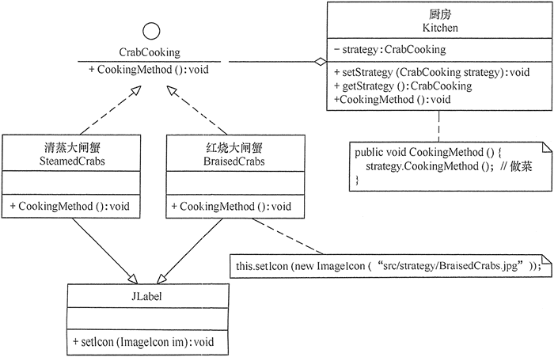 厨房
Kitchen
- strategy:CrabCooking
+ setStrategy (CrabCooking strategy):void
+ getStrategy ():CrabCooking
+CookingMethod ():void
CrabCooking
+ CookingMethod ():void
清蒸大闸蟹
SteamedCrabs
+ CookingMethod ():void
红烧大闸蟹
BraisedCrabs
+ CookingMethod ():void
public void CookingMethod () {
strategy.CookingMethod (); // 做菜
}
this.setIcon (new ImageIcon (“src/strategy/BraisedCrabs.jpg”));
JLabel
+ setIcon (ImageIcon im):void